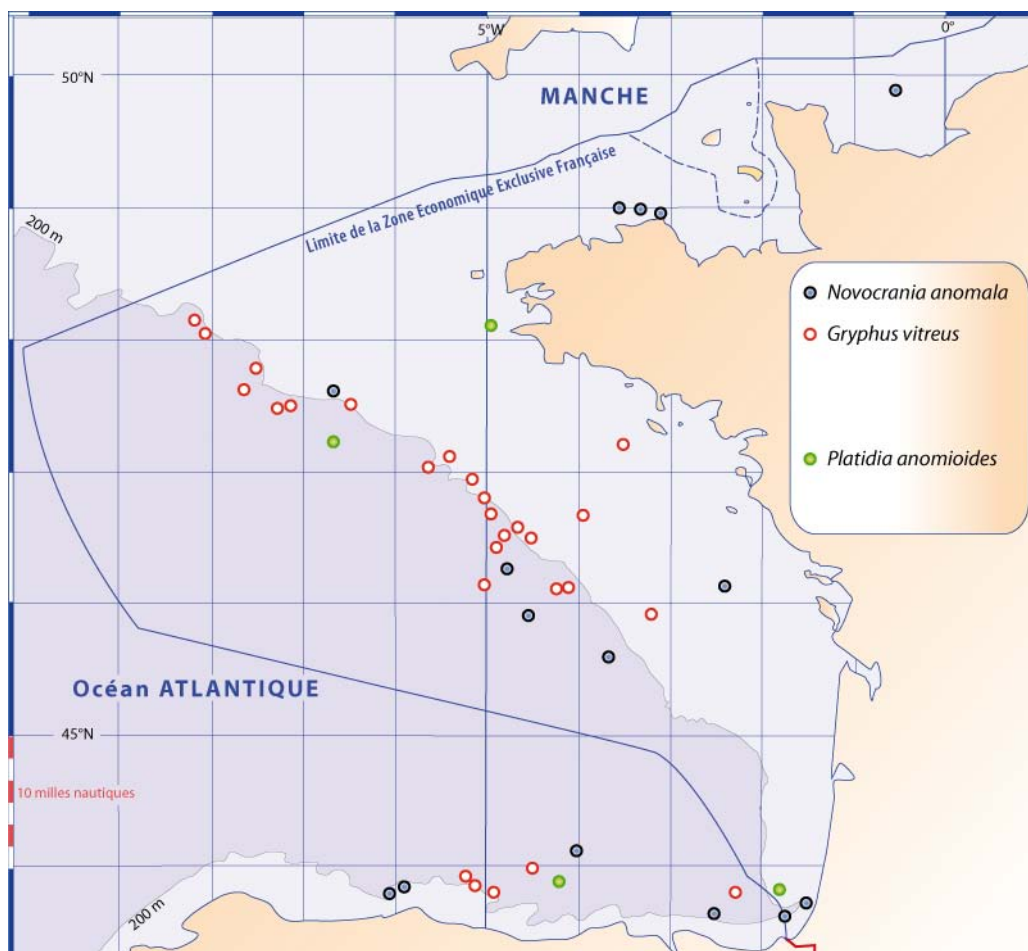 5°W
0°
50°N
MANCHE
Limite de la Zone Economique Exclusive Française
200 m
Novocrania anomala
Gryphus vitreus
Platidia anomioides
Océan ATLANTIQUE
45°N
10 milles nautiques
200 m